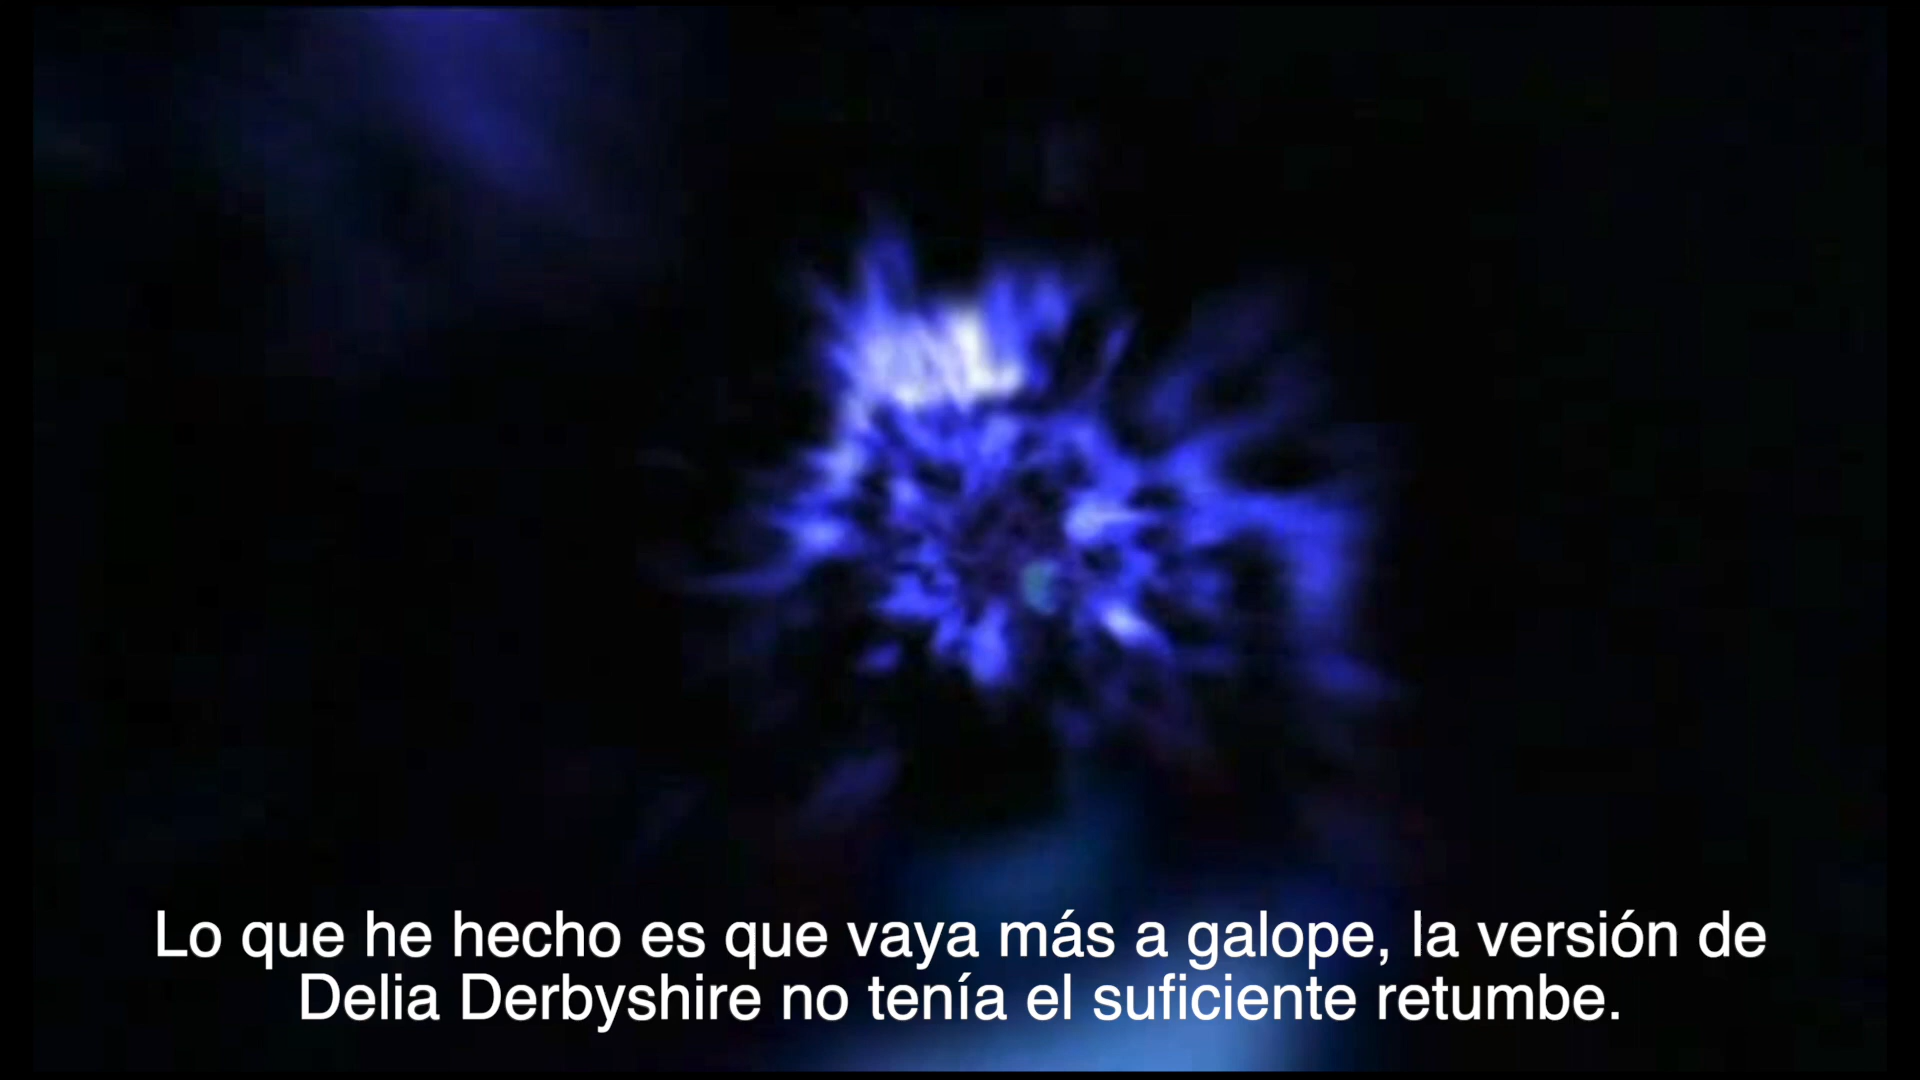 Lo que he hecho es que vaya más a galope, la versión de
Delia Derbyshire no tenía el suficiente retumbe.